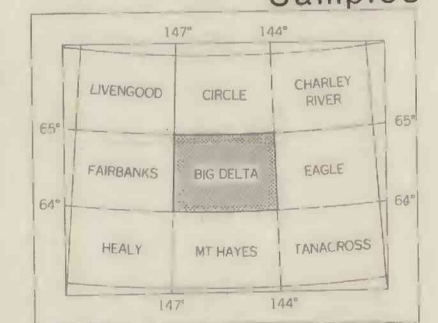 Samples
147° 144°
LIVENGOOD CIRCLE CHARLEY RIVER
65° 65°
FAIRBANKS BIG DELTA EAGLE
64° 64°
HEALY MT HAYES TANACROSS
147° 144°